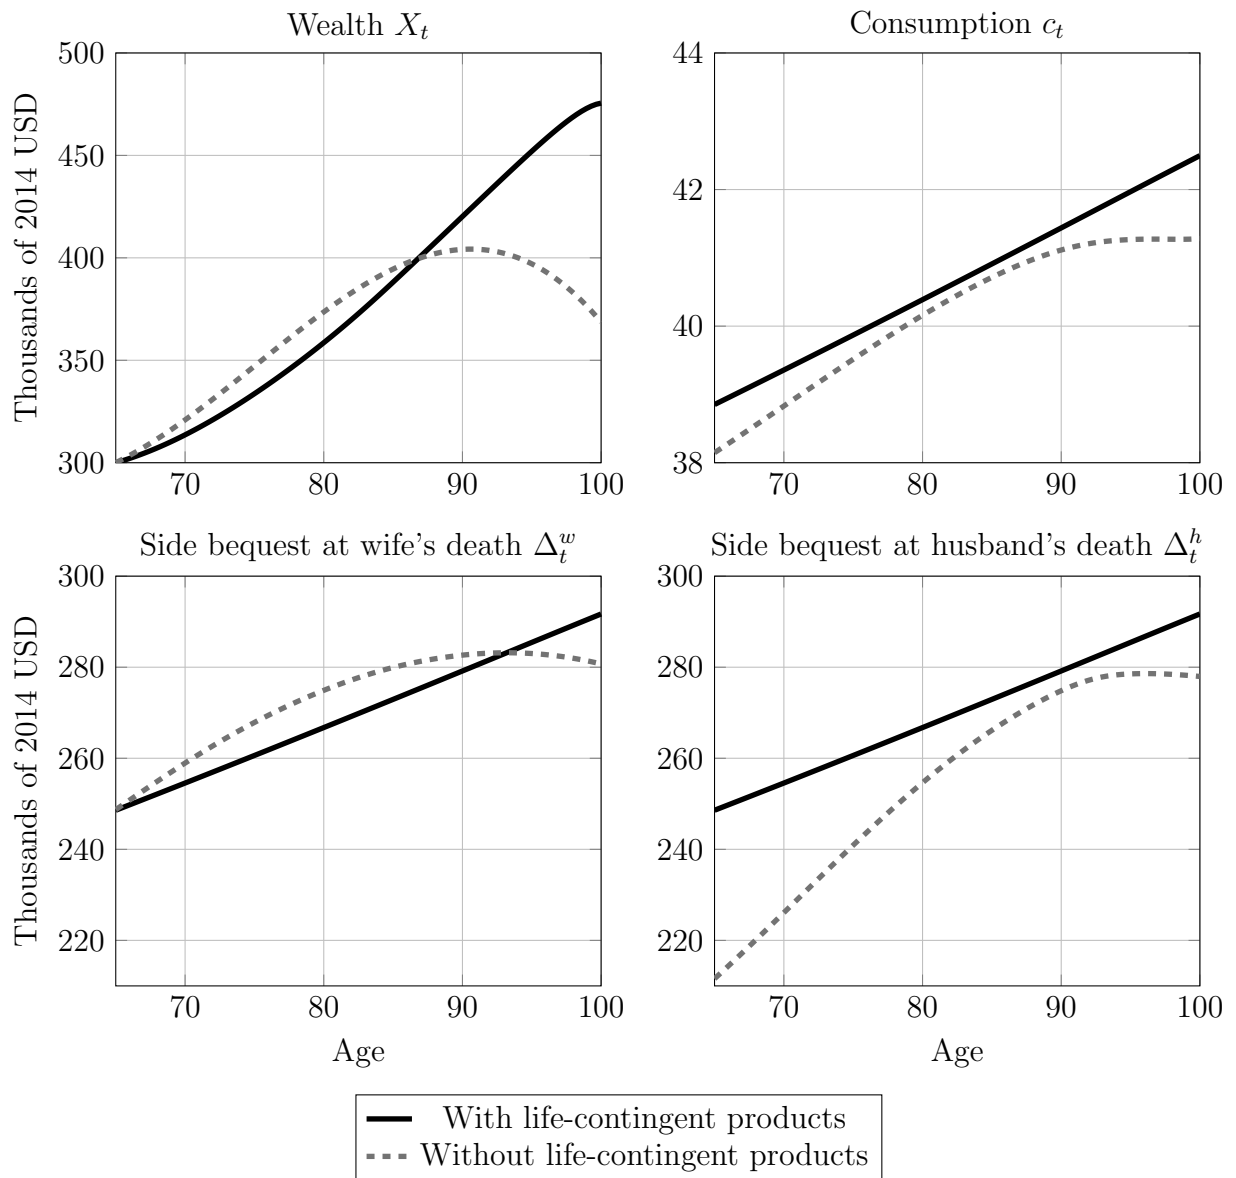 Wealth $X_t$
Thousands of 2014 USD
500
450
400
350
300
70 80 90 100
Consumption $c_t$
44
42
40
38
70 80 90 100
Side bequest at wife's death $\Delta_t^w$
Thousands of 2014 USD
300
280
260
240
220
70 80 90 100
Age
Side bequest at husband's death $\Delta_t^h$
300
280
260
240
220
70 80 90 100
Age
With life-contingent products
Without life-contingent products